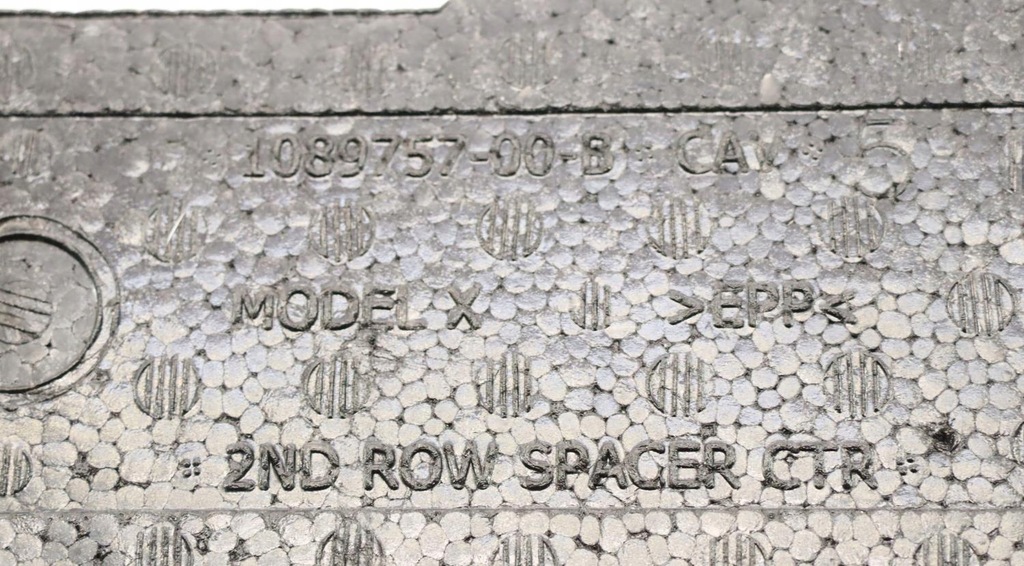 1089757-00-B CAV 5
MODEL X >EPP<
2ND ROW SPACER CTR